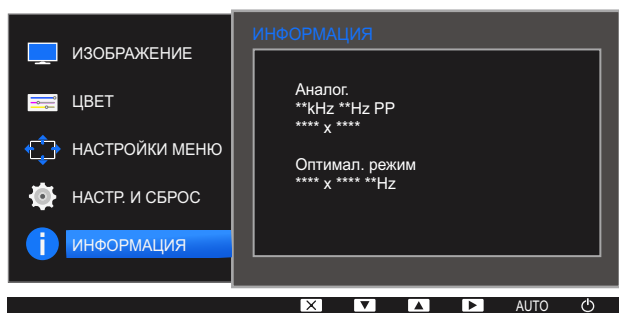 ИЗОБРАЖЕНИЕ
ЦВЕТ
НАСТРОЙКИ МЕНЮ
НАСТР. И СБРОС
ИНФОРМАЦИЯ
ИНФОРМАЦИЯ
Аналог.
**kHz **Hz PP
**** x ****
Оптимал. режим
**** x **** **Hz
AUTO